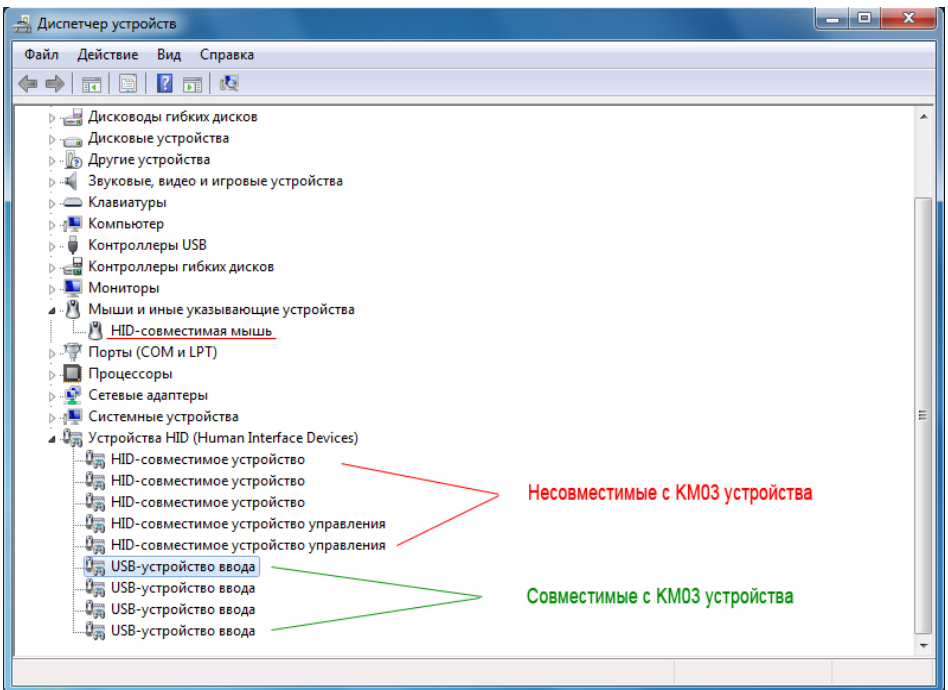 Диспетчер устройств
Файл Действие Вид Справка
Дисководы гибких дисков
Дисковые устройства
Другие устройства
Звуковые, видео и игровые устройства
Клавиатуры
Компьютер
Контроллеры USB
Контроллеры гибких дисков
Мониторы
Мыши и иные указывающие устройства
HID-совместимая мышь
Порты (COM и LPT)
Процессоры
Сетевые адаптеры
Системные устройства
Устройства HID (Human Interface Devices)
HID-совместимое устройство
HID-совместимое устройство
HID-совместимое устройство
HID-совместимое устройство управления
HID-совместимое устройство управления
USB-устройство ввода
USB-устройство ввода
USB-устройство ввода
USB-устройство ввода
Несовместимые с KM03 устройства
Совместимые с KM03 устройства